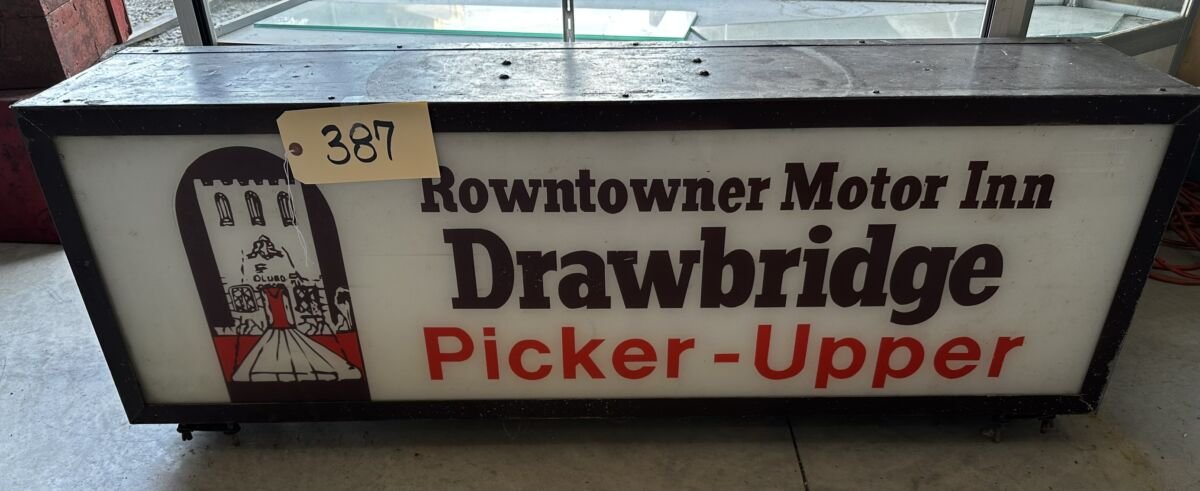 387
Rowntowner Motor Inn
Drawbridge
Picker-Upper